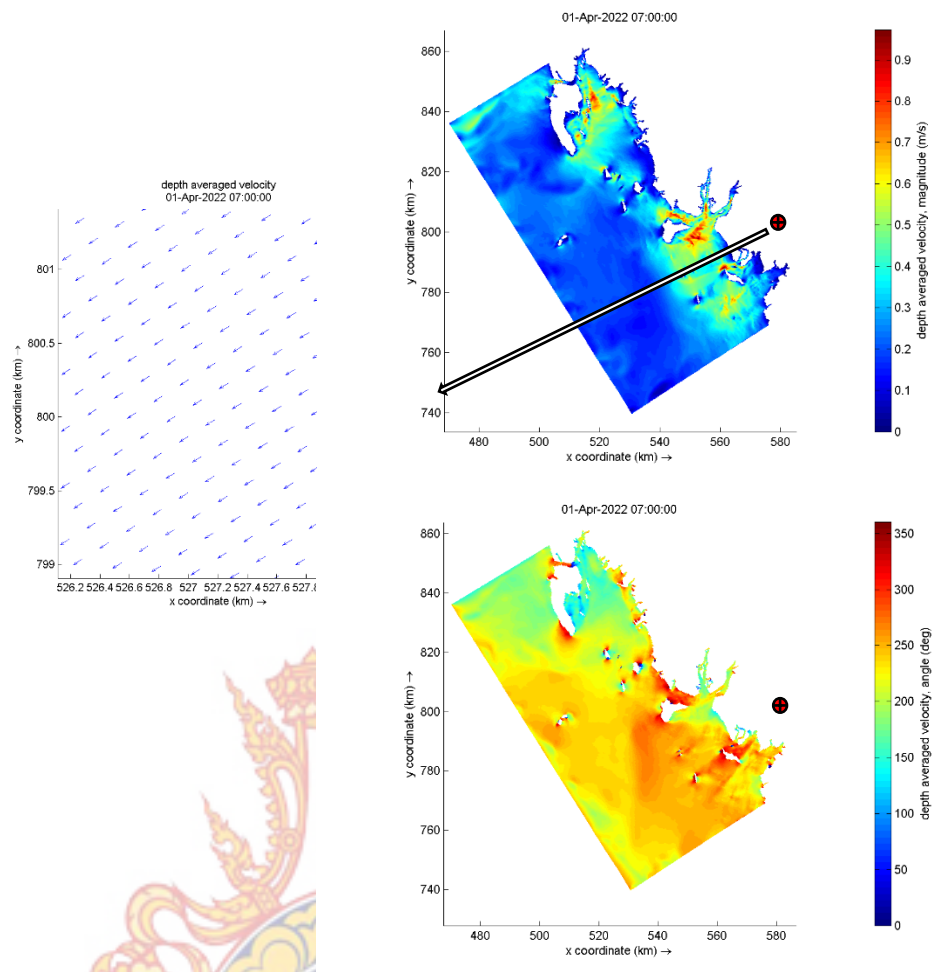 depth averaged velocity
01-Apr-2022 07:00:00
y coordinate (km) →
801
800.5
800
799.5
799
526.2 526.4 526.6 526.8 527 527.2 527.4 527.6 527.8
x coordinate (km) →
01-Apr-2022 07:00:00
y coordinate (km) →
860
840
820
800
780
760
740
480 500 520 540 560 580
x coordinate (km) →
0.9
0.8
0.7
0.6
0.5
0.4
0.3
0.2
0.1
0
depth averaged velocity, magnitude (m/s)
01-Apr-2022 07:00:00
y coordinate (km) →
860
840
820
800
780
760
740
480 500 520 540 560 580
x coordinate (km) →
350
300
250
200
150
100
50
0
depth averaged velocity, angle (deg)